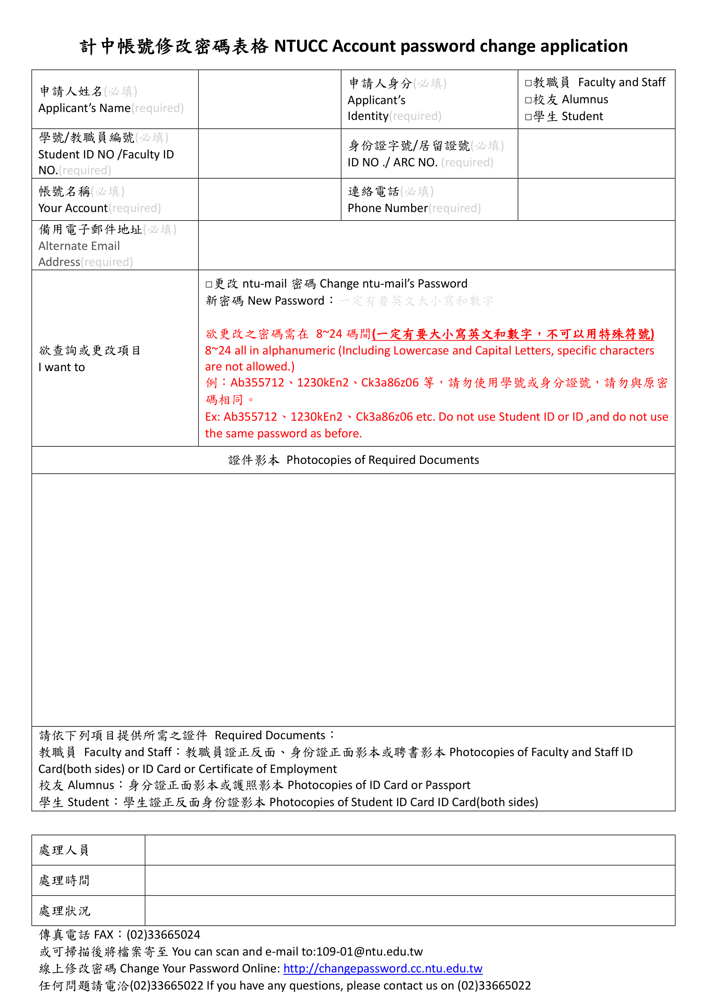 計中帳號修改密碼表格 NTUCC Account password change application
申請人姓名(必填)
Applicant’s Name(required)
申請人身分(必填)
Applicant’s
Identity(required)
□教職員 Faculty and Staff
□校友 Alumnus
□學生 Student
學號/教職員編號(必填)
Student ID NO /Faculty ID
NO.(required)
身份證字號/居留證號(必填)
ID NO ./ ARC NO. (required)
帳號名稱(必填)
Your Account(required)
連絡電話(必填)
Phone Number(required)
備用電子郵件地址(必填)
Alternate Email
Address(required)
欲查詢或更改項目
I want to
□更改 ntu-mail 密碼 Change ntu-mail’s Password
新密碼 New Password：一定有要英文大小寫和數字
欲更改之密碼需在 8~24 碼間(一定有要大小寫英文和數字，不可以用特殊符號)
8~24 all in alphanumeric (Including Lowercase and Capital Letters, specific characters
are not allowed.)
例：Ab355712、1230kEn2、Ck3a86z06 等，請勿使用學號或身分證號，請勿與原密
碼相同。
Ex: Ab355712、1230kEn2、Ck3a86z06 etc. Do not use Student ID or ID ,and do not use
the same password as before.
證件影本 Photocopies of Required Documents
請依下列項目提供所需之證件 Required Documents：
教職員 Faculty and Staff：教職員證正反面、身份證正面影本或聘書影本 Photocopies of Faculty and Staff ID
Card(both sides) or ID Card or Certificate of Employment
校友 Alumnus：身分證正面影本或護照影本 Photocopies of ID Card or Passport
學生 Student：學生證正反面身份證影本 Photocopies of Student ID Card ID Card(both sides)
處理人員
處理時間
處理狀況
傳真電話 FAX：(02)33665024
或可掃描後將檔案寄至 You can scan and e-mail to:109-01@ntu.edu.tw
線上修改密碼 Change Your Password Online: http://changepassword.cc.ntu.edu.tw
任何問題請電洽(02)33665022 If you have any questions, please contact us on (02)33665022